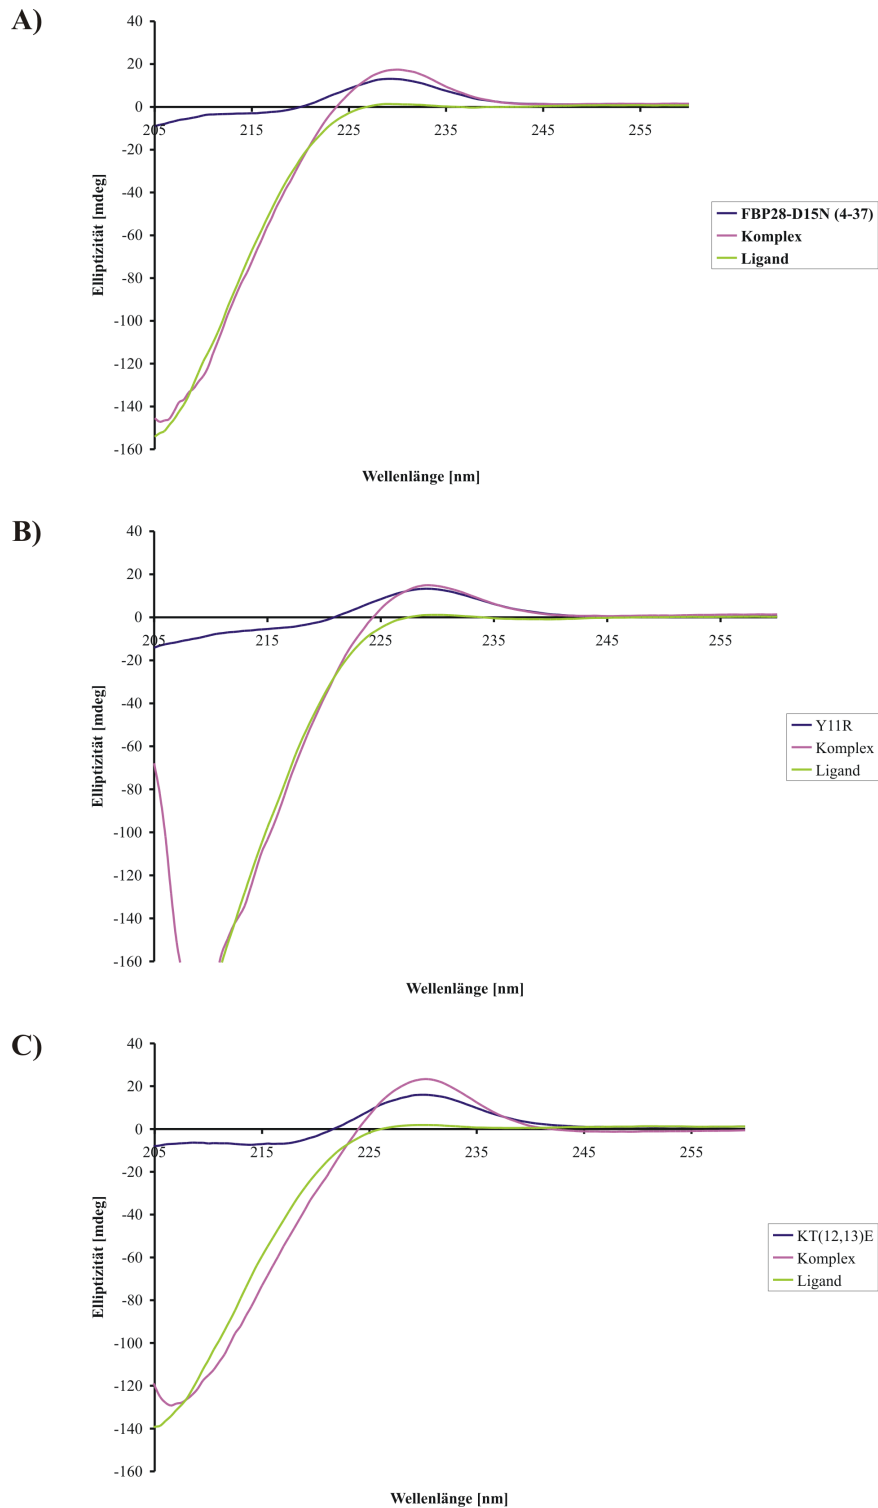 A)
40
20
0
-20
-40
-60
-80
-100
-120
-140
-160
205
215
225
235
245
255
Elliptizität [mdeg]
Wellenlänge [nm]
FBP28-D15N (4-37)
Komplex
Ligand
B)
40
20
0
-20
-40
-60
-80
-100
-120
-140
-160
205
215
225
235
245
255
Elliptizität [mdeg]
Wellenlänge [nm]
Y11R
Komplex
Ligand
C)
40
20
0
-20
-40
-60
-80
-100
-120
-140
-160
205
215
225
235
245
255
Elliptizität [mdeg]
Wellenlänge [nm]
KT(12,13)E
Komplex
Ligand